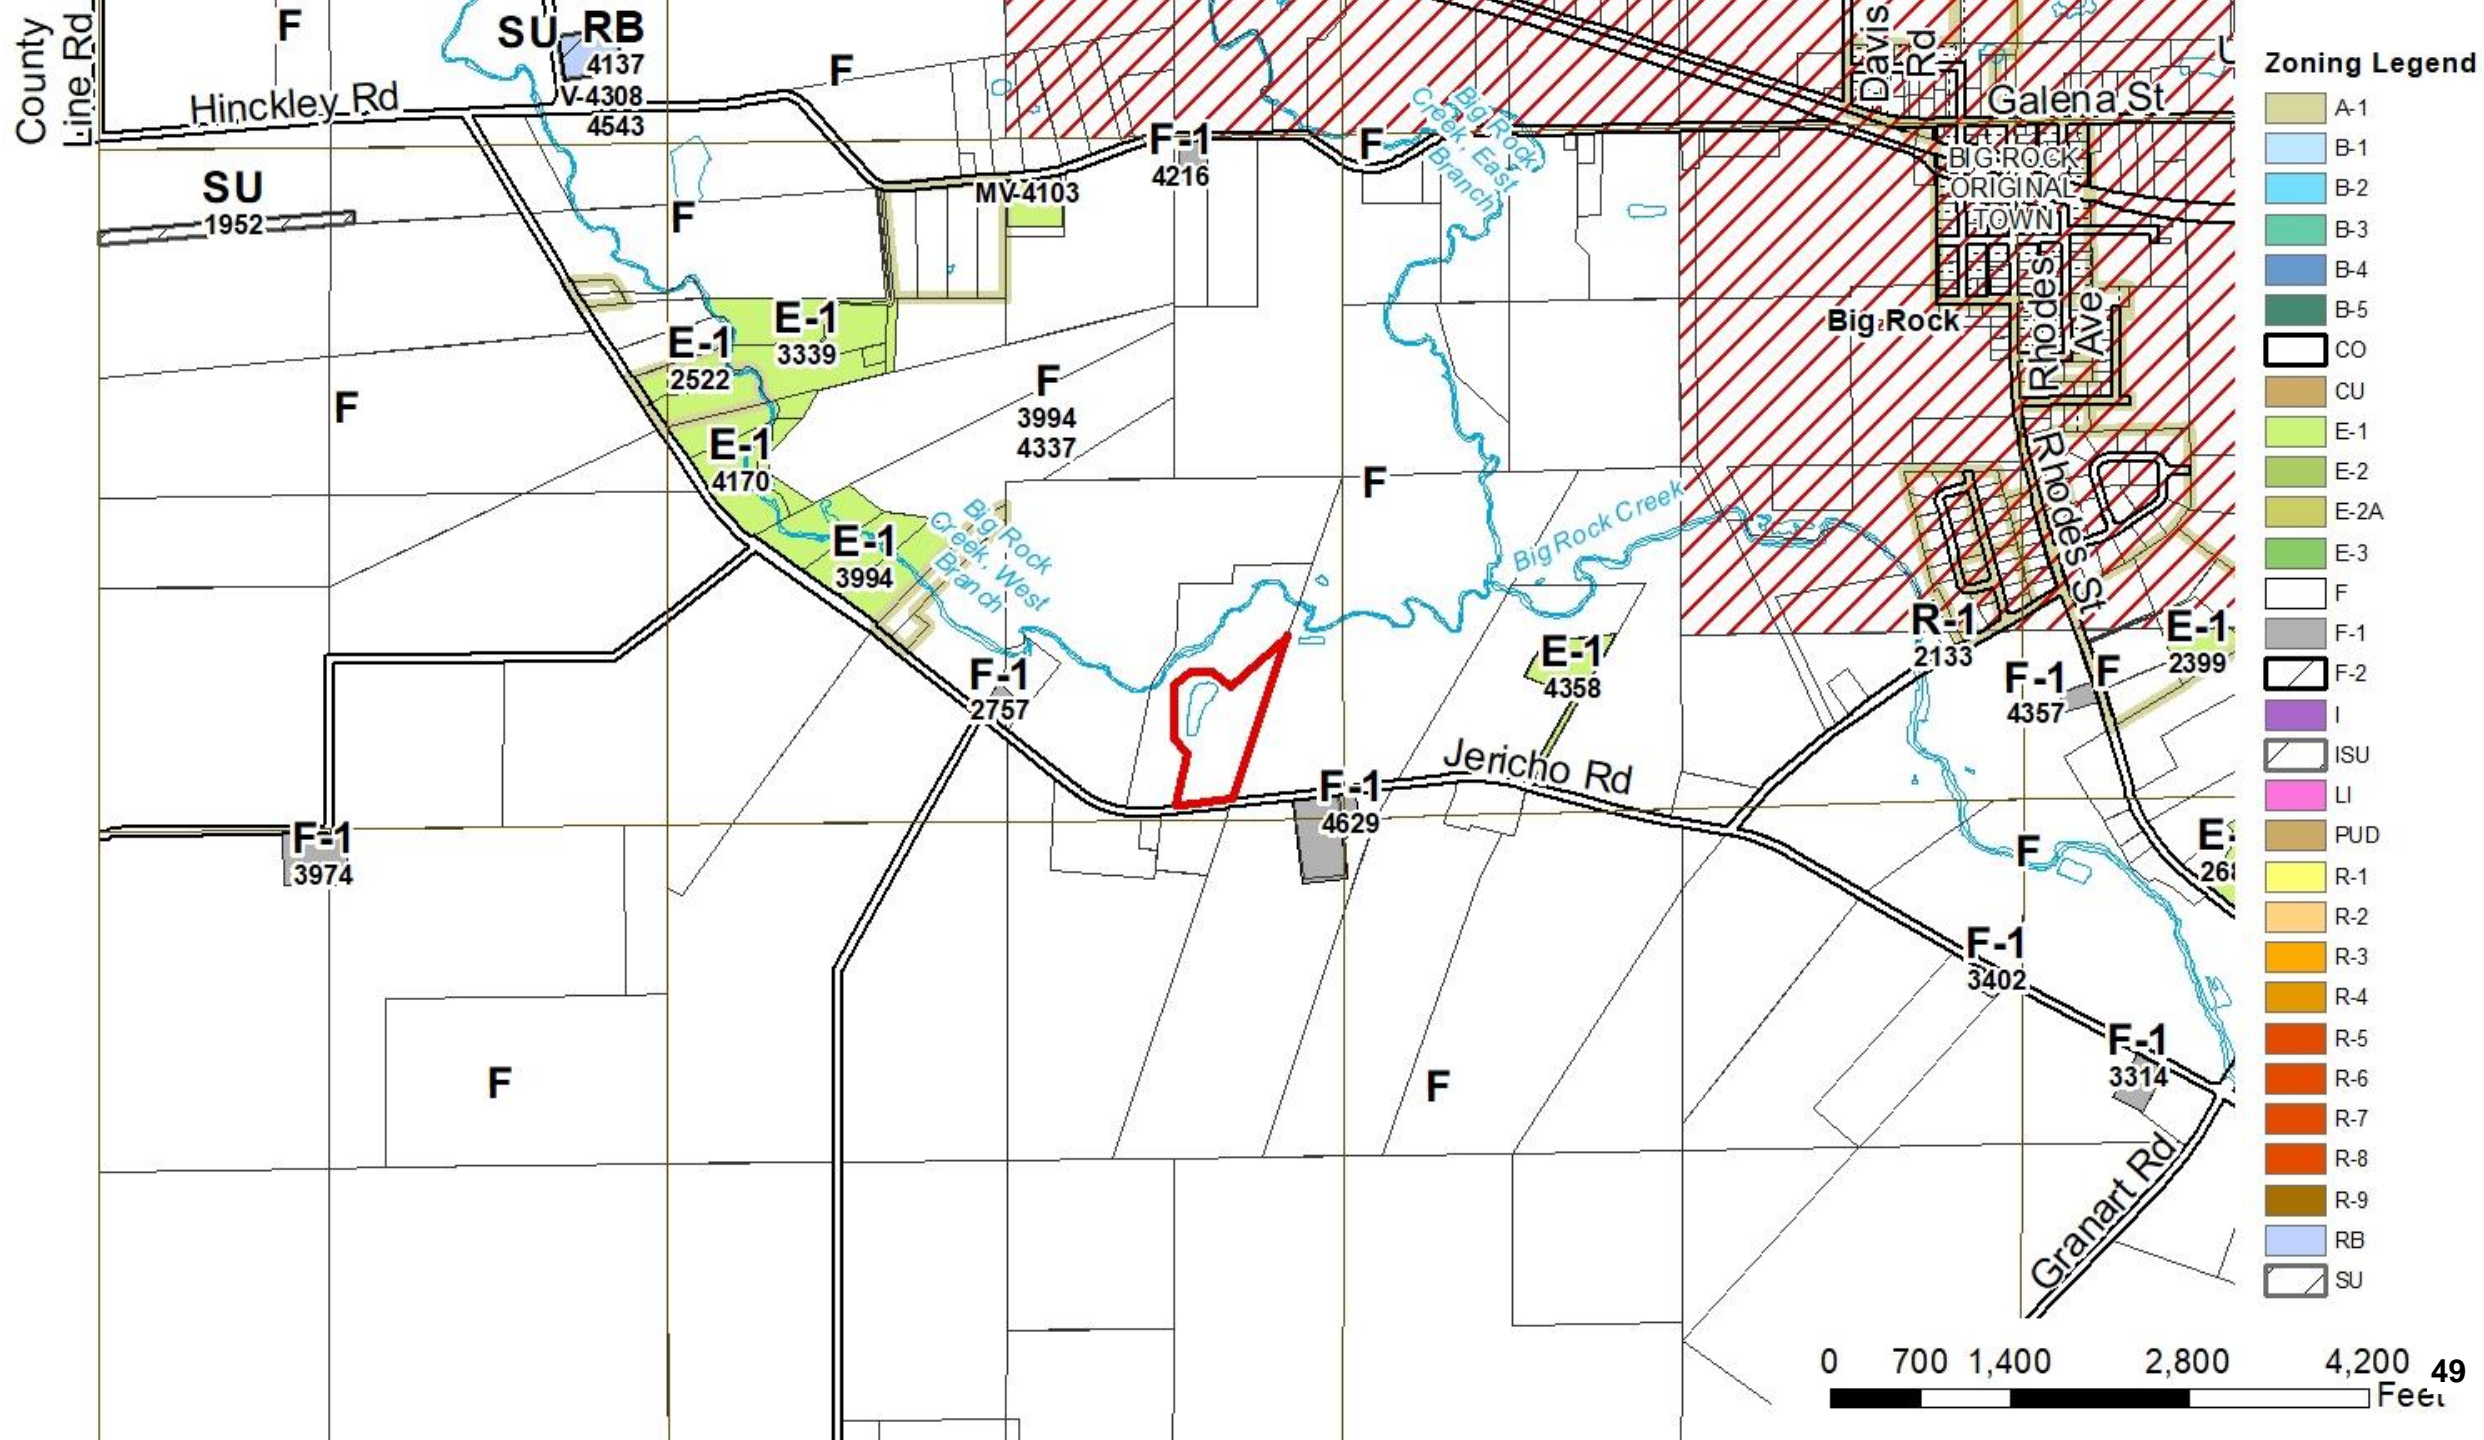 County
Line Rd
F
SU
RB
4137
V-4308
4543
Hinckley Rd
F
SU
1952
F
MV-4103
F-1
4216
F
Big Rock
Creek, East
Branch
Davis
Rd
Galena St
BIG ROCK
ORIGINAL
TOWN
Rhodes
Ave
Big Rock
E-1
3339
E-1
2522
F
F
3994
4337
E-1
4170
F
E-1
3994
Big Rock
Creek, West
Branch
Big Rock Creek
Rhodes St
R-1
2133
E-1
2399
F
F-1
4357
E-1
4358
F-1
2757
Jericho Rd
F-1
4629
F-1
3974
F
E-
268
F-1
3402
F-1
3314
F
F
Granart Rd
Zoning Legend
A-1
B-1
B-2
B-3
B-4
B-5
CO
CU
E-1
E-2
E-2A
E-3
F
F-1
F-2
I
ISU
LI
PUD
R-1
R-2
R-3
R-4
R-5
R-6
R-7
R-8
R-9
RB
SU
0 700 1,400 2,800 4,200
Feet
49